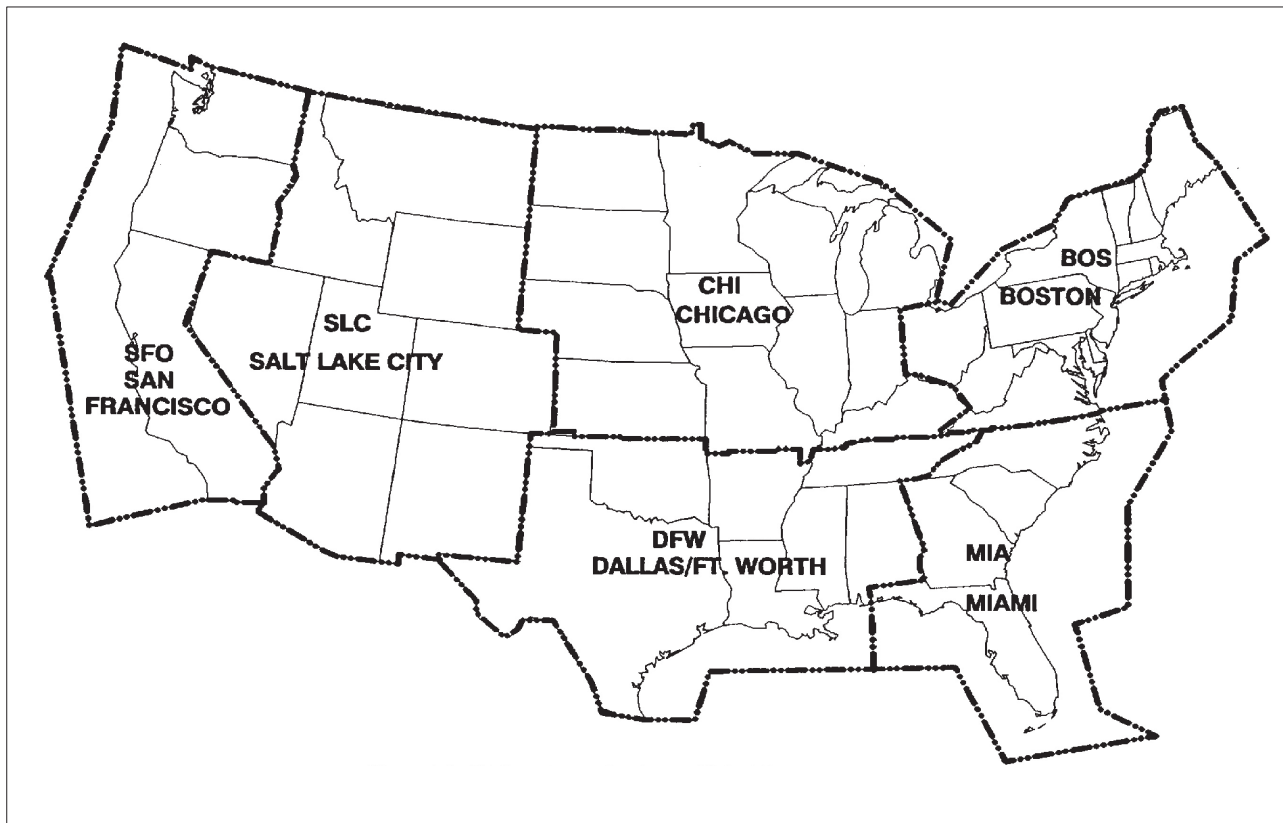 BOS
BOSTON
CHI
CHICAGO
SLC
SALT LAKE CITY
SFO
SAN
FRANCISCO
DFW
DALLAS/FT. WORTH
MIA
MIAMI